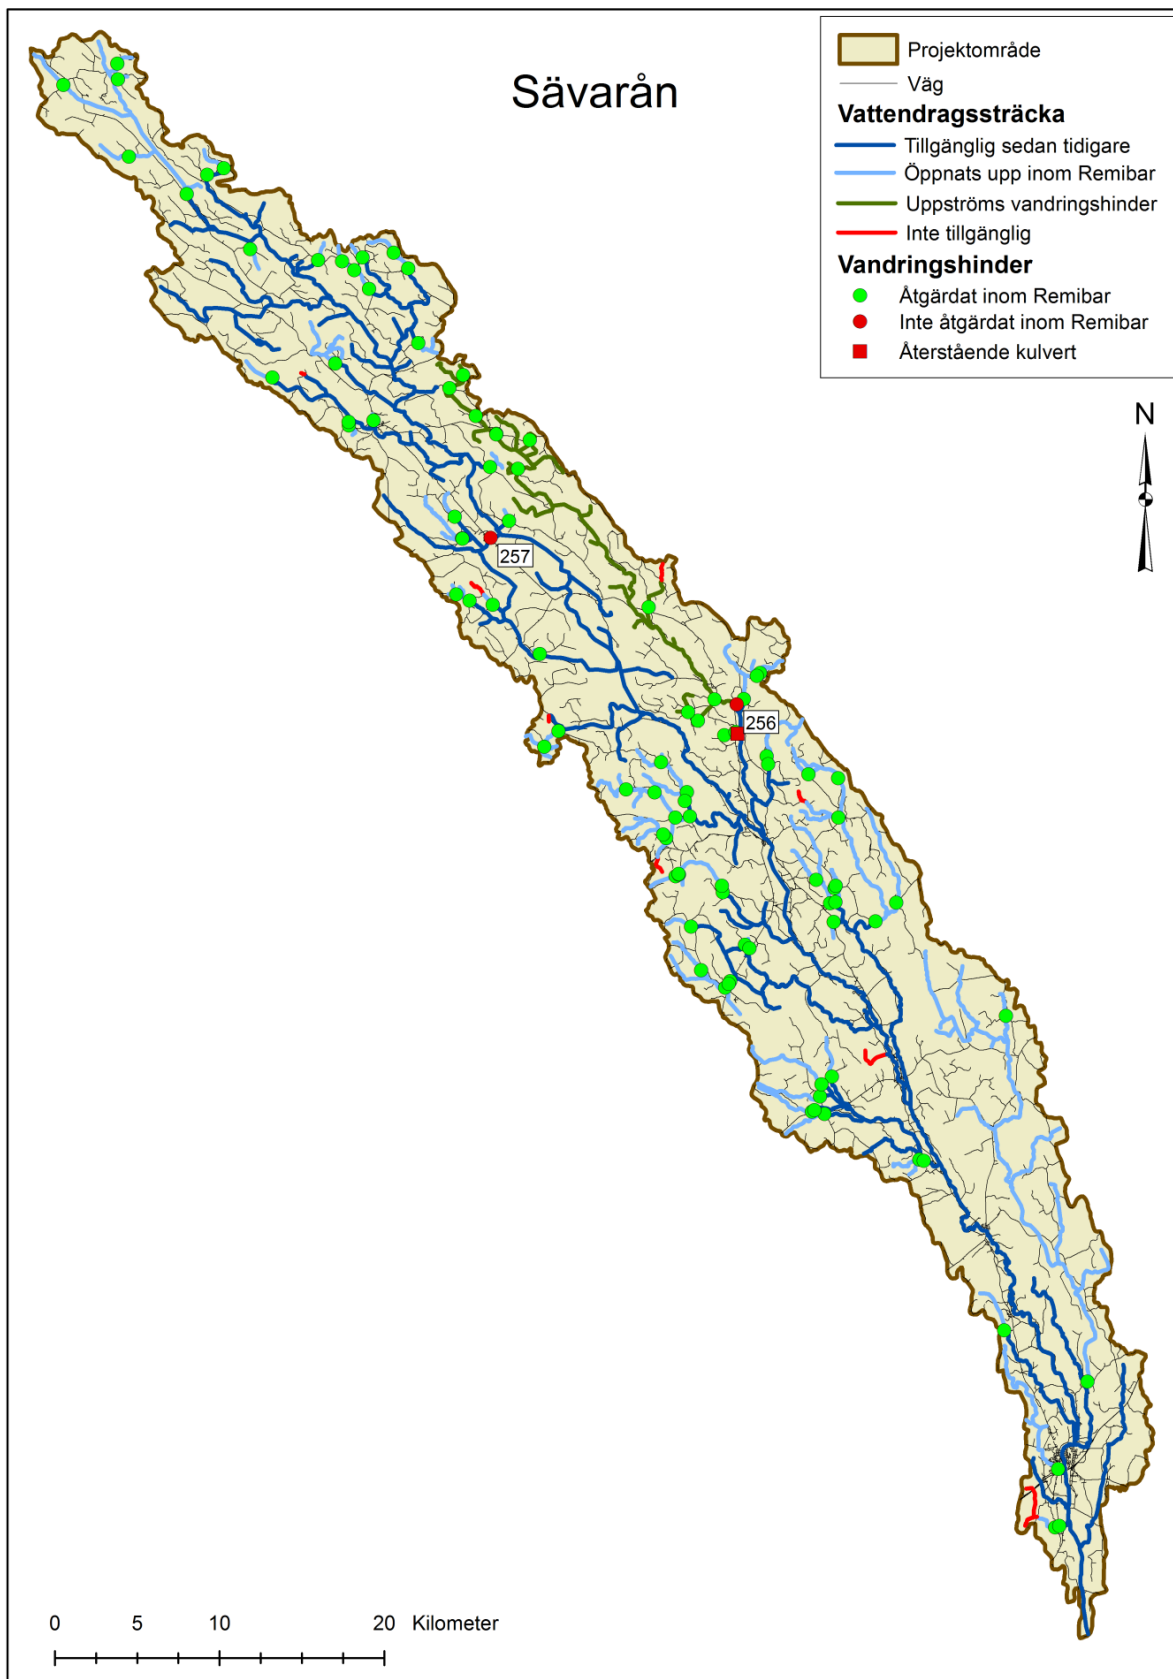 Sävarån
Projektområde
Väg
Vattendragssträcka
Tillgänglig sedan tidigare
Öppnats upp inom Remibar
Uppströms vandringshinder
Inte tillgänglig
Vandringshinder
Åtgärdat inom Remibar
Inte åtgärdat inom Remibar
Återstående kulvert
N
257
256
0 5 10 20 Kilometer